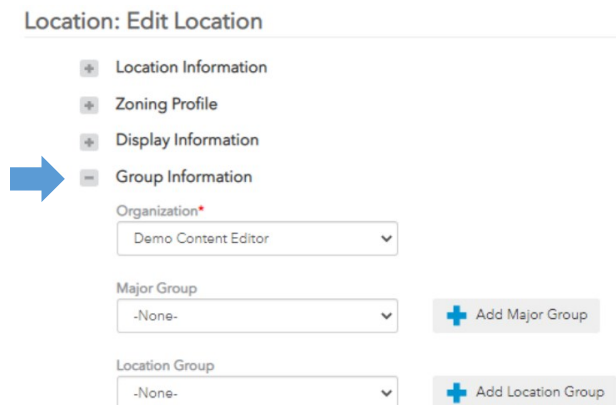 Location: Edit Location
Location Information
Zoning Profile
Display Information
Group Information
Organization*
Demo Content Editor
Major Group
-None-
Add Major Group
Location Group
-None-
Add Location Group